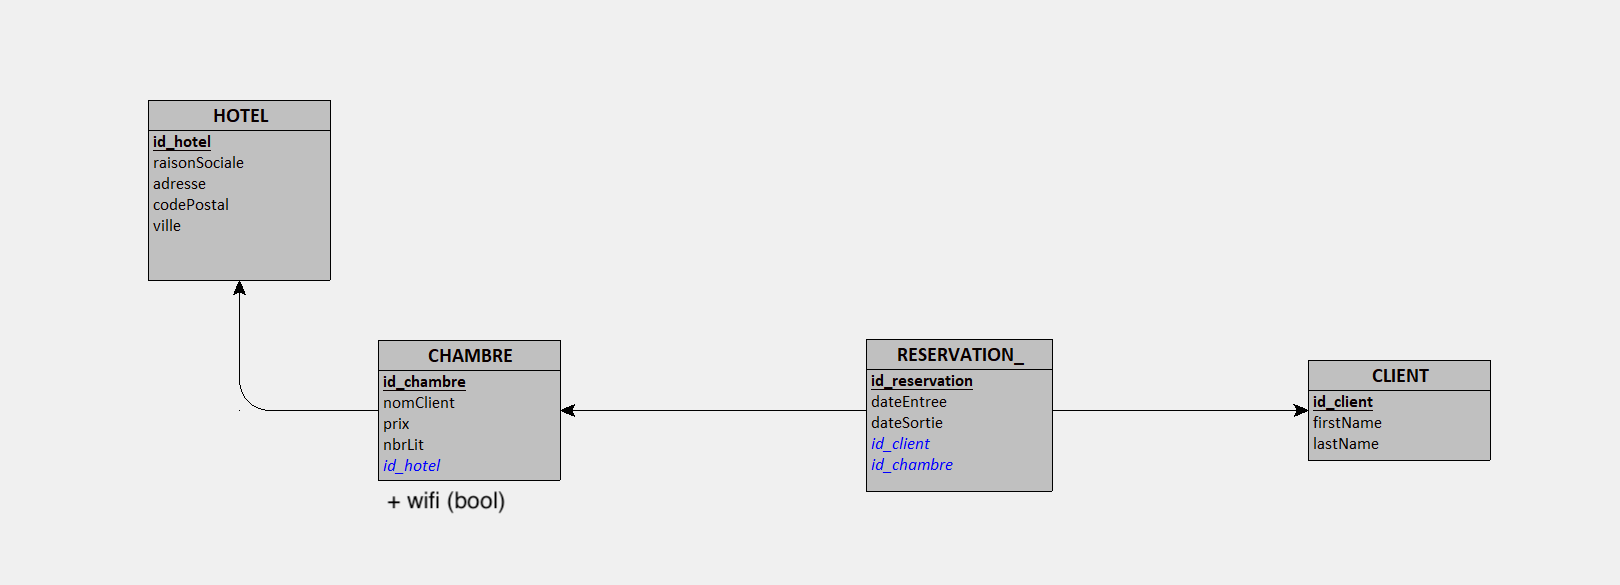 HOTEL
id_hotel
raisonSociale
adresse
codePostal
ville
CHAMBRE
id_chambre
nomClient
prix
nbrLit
id_hotel
+ wifi (bool)
RESERVATION_
id_reservation
dateEntree
dateSortie
id_client
id_chambre
CLIENT
id_client
firstName
lastName